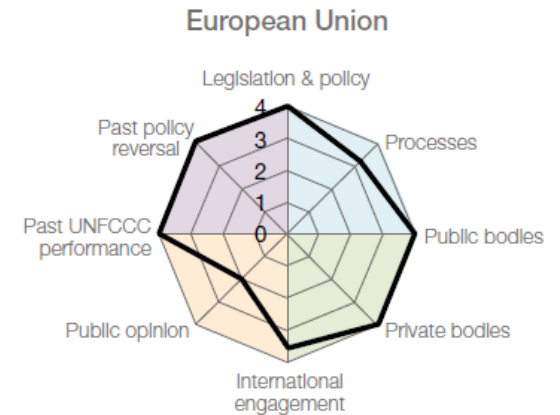 European Union
Legislation & policy
4
3
2
1
0
Past policy
reversal
Processes
Past UNFCCC
performance
Public bodies
Public opinion
Private bodies
International
engagement